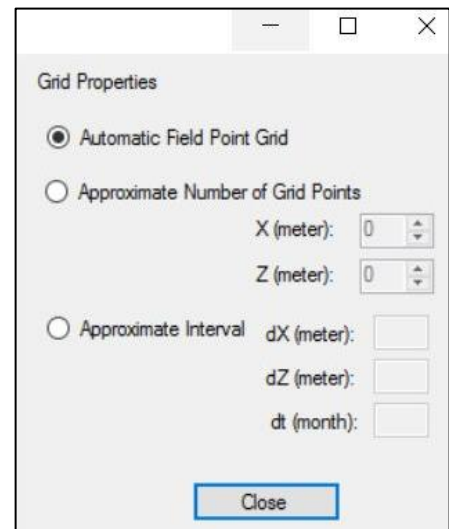 Grid Properties
Automatic Field Point Grid
Approximate Number of Grid Points
X (meter): 0
Z (meter): 0
Approximate Interval dX (meter):
dZ (meter):
dt (month):
Close